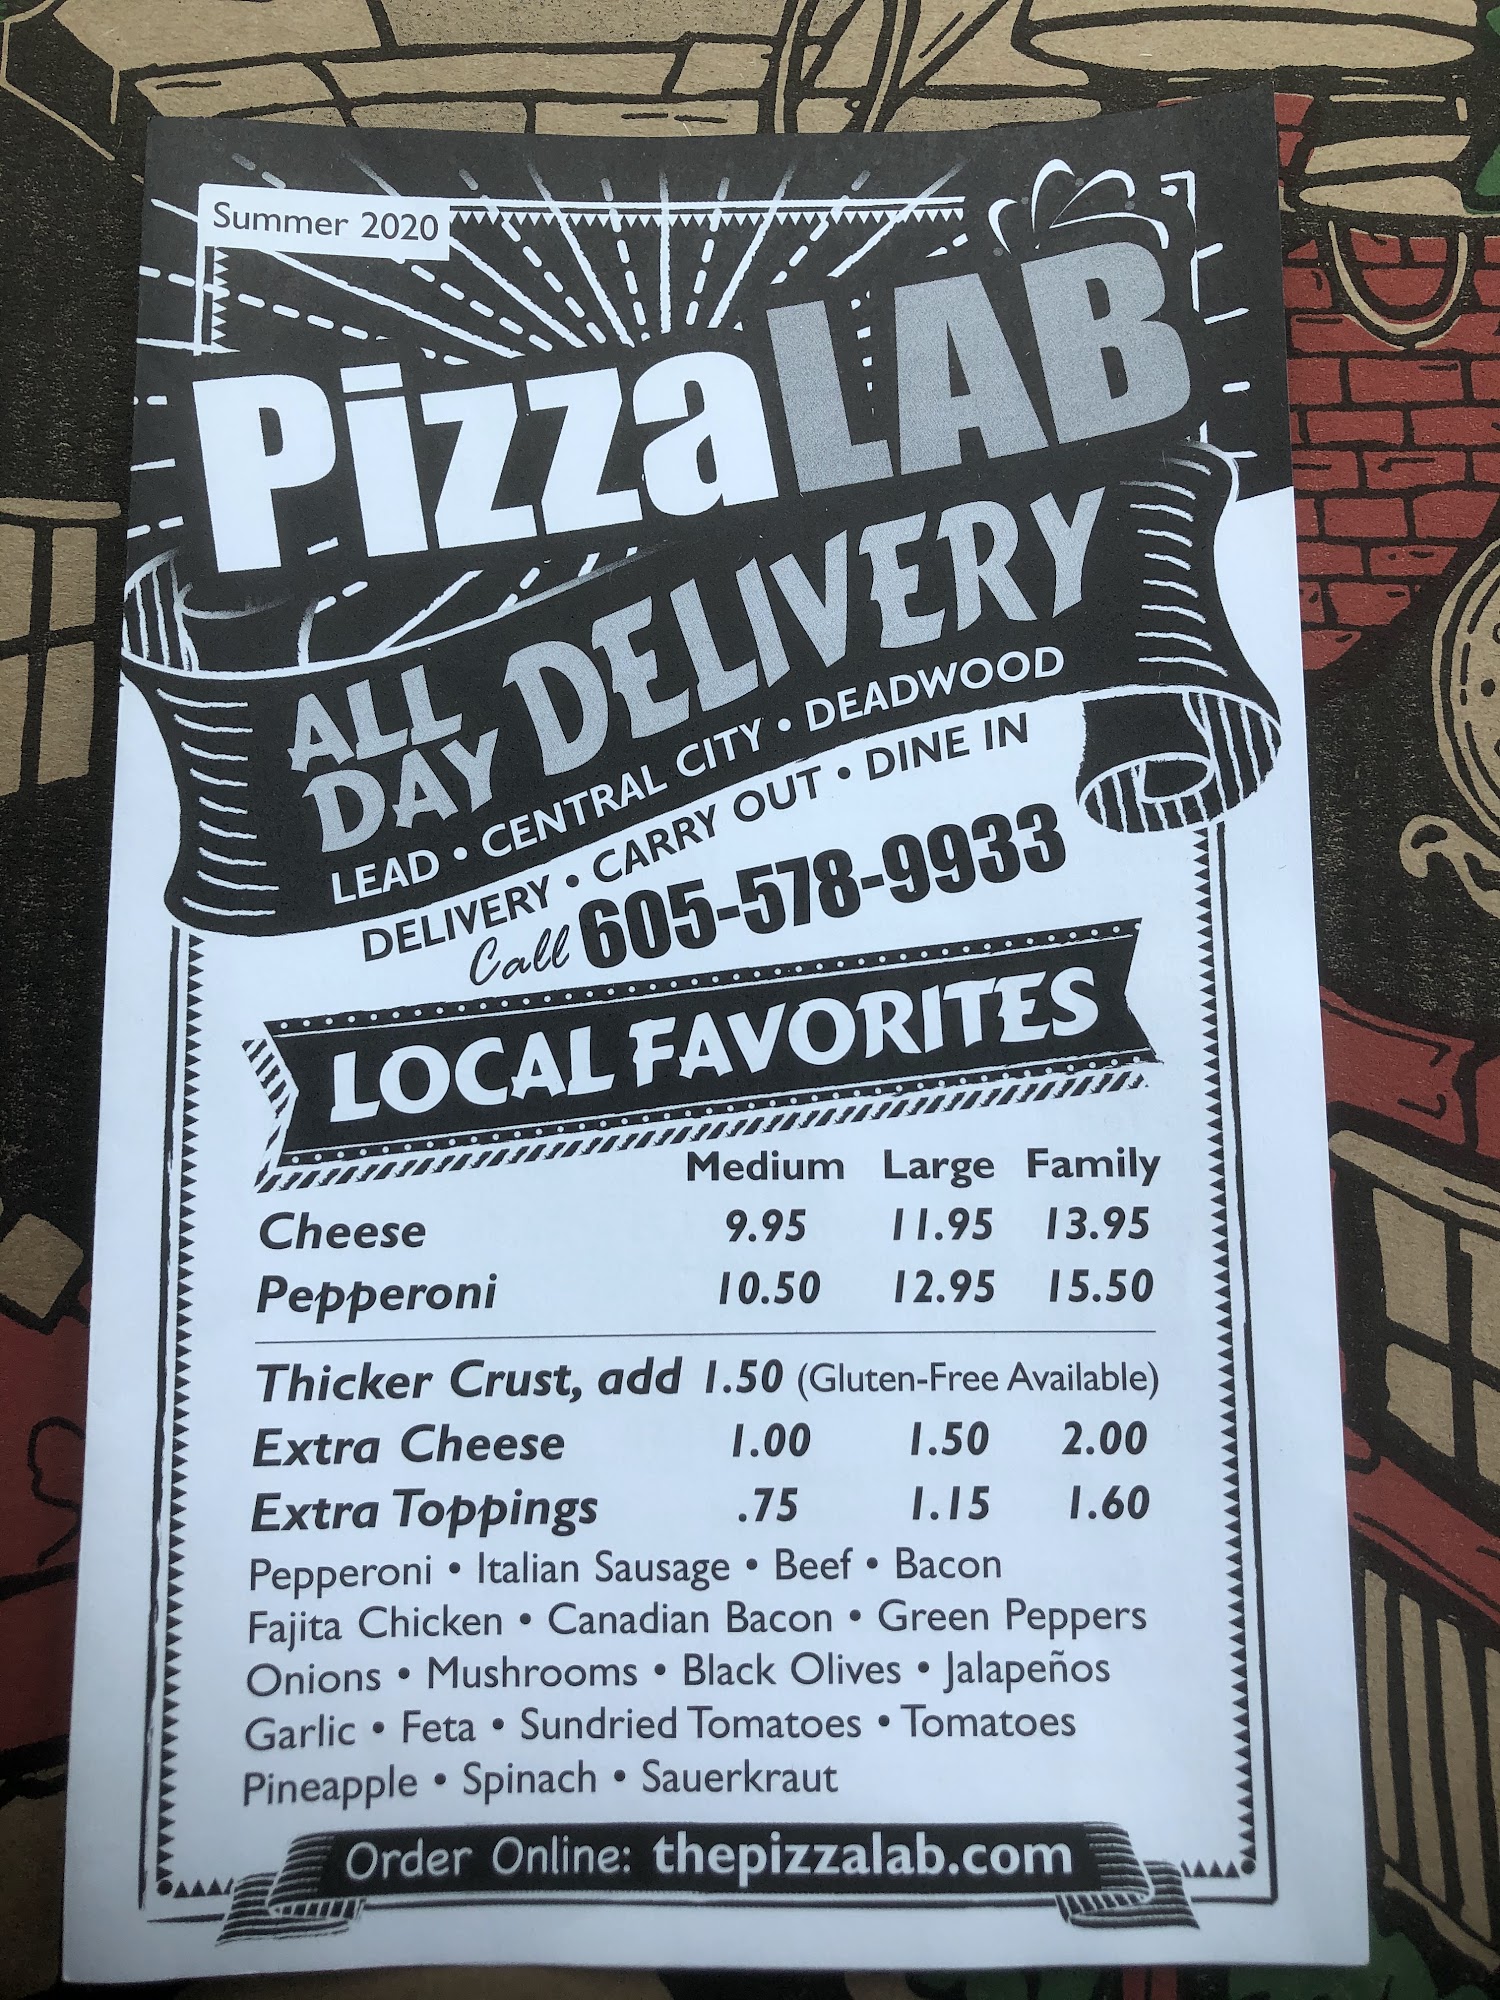 Summer 2020
PizzaLAB
ALL DAY DELIVERY
LEAD • CENTRAL CITY • DEADWOOD
DELIVERY • CARRY OUT • DINE IN
Call 605-578-9933
LOCAL FAVORITES
Medium Large Family
Cheese 9.95 11.95 13.95
Pepperoni 10.50 12.95 15.50
Thicker Crust, add 1.50 (Gluten-Free Available)
Extra Cheese 1.00 1.50 2.00
Extra Toppings .75 1.15 1.60
Pepperoni • Italian Sausage • Beef • Bacon
Fajita Chicken • Canadian Bacon • Green Peppers
Onions • Mushrooms • Black Olives • Jalapeños
Garlic • Feta • Sundried Tomatoes • Tomatoes
Pineapple • Spinach • Sauerkraut
Order Online: thepizzalab.com